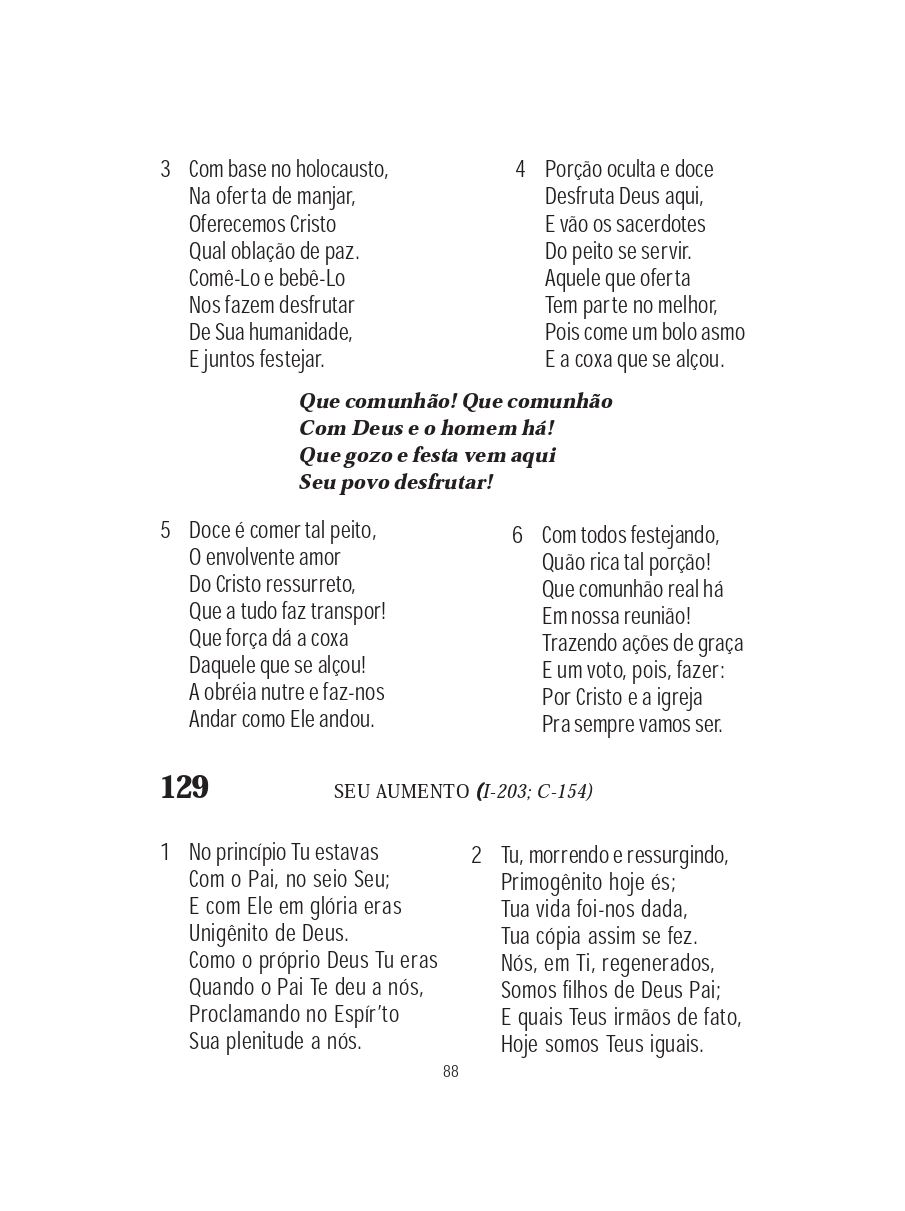 3 Com base no holocausto,
Na oferta de manjar,
Oferecemos Cristo
Qual oblação de paz.
Comê-Lo e bebê-Lo
Nos fazem desfrutar
De Sua humanidade,
E juntos festejar.
4 Porção oculta e doce
Desfruta Deus aqui,
E vão os sacerdotes
Do peito se servir.
Aquele que oferta
Tem parte no melhor,
Pois come um bolo asmo
E a coxa que se alçou.
Que comunhão! Que comunhão
Com Deus e o homem há!
Que gozo e festa vem aqui
Seu povo desfrutar!
5 Doce é comer tal peito,
O envolvente amor
Do Cristo ressurreto,
Que a tudo faz transpor!
Que força dá a coxa
Daquele que se alçou!
A obréia nutre e faz-nos
Andar como Ele andou.
6 Com todos festejando,
Quão rica tal porção!
Que comunhão real há
Em nossa reunião!
Trazendo ações de graça
E um voto, pois, fazer:
Por Cristo e a igreja
Pra sempre vamos ser.
129 SEU AUMENTO (I-203; C-154)
1 No princípio Tu estavas
Com o Pai, no seio Seu;
E com Ele em glória eras
Unigênito de Deus.
Como o próprio Deus Tu eras
Quando o Pai Te deu a nós,
Proclamando no Espír’to
Sua plenitude a nós.
2 Tu, morrendo e ressurgindo,
Primogênito hoje és;
Tua vida foi-nos dada,
Tua cópia assim se fez.
Nós, em Ti, regenerados,
Somos filhos de Deus Pai;
E quais Teus irmãos de fato,
Hoje somos Teus iguais.
88